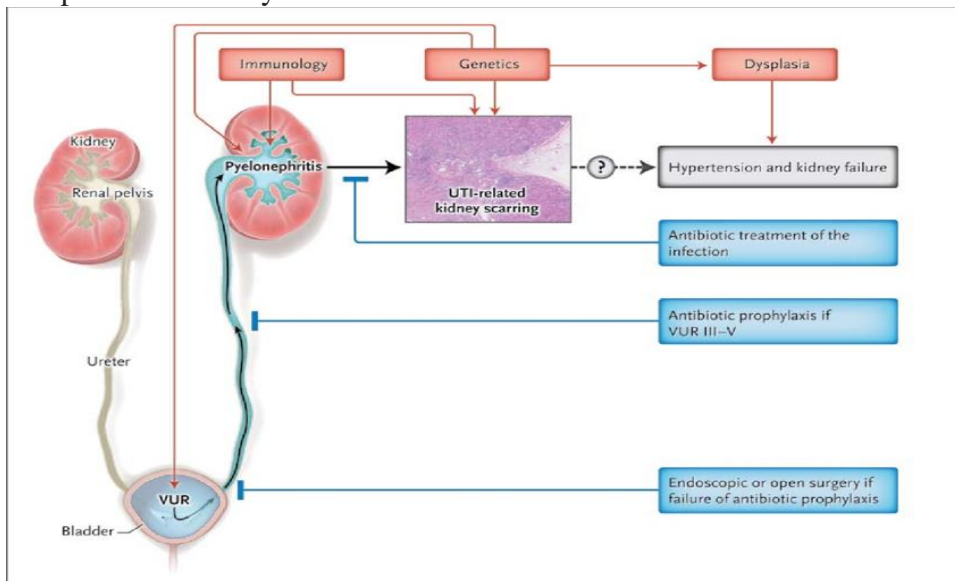 Immunology
Genetics
Dysplasia
Kidney
Renal pelvis
Pyelonephritis
UTI-related
kidney scarring
?
Hypertension and kidney failure
Antibiotic treatment of the
infection
Antibiotic prophylaxis if
VUR III–V
Ureter
Endoscopic or open surgery if
failure of antibiotic prophylaxis
VUR
Bladder